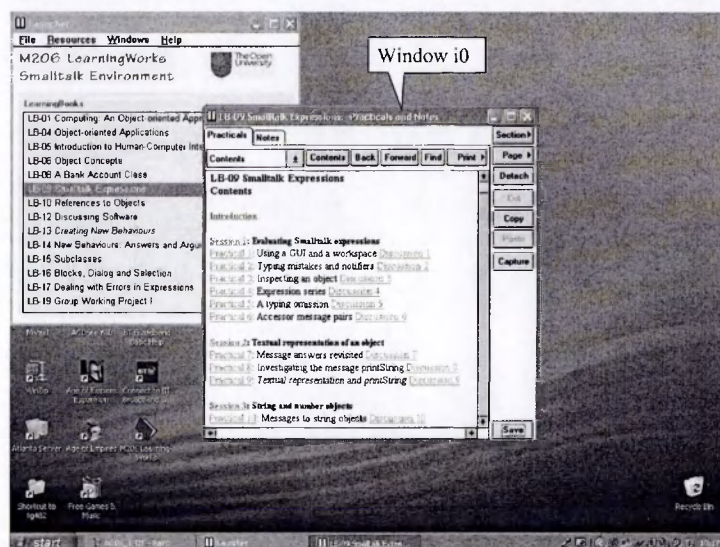 Launcher
File Resources Windows Help
M206 LearningWorks
Smalltalk Environment
The Open
University
LearningBooks
LB-01 Computing: An Object-oriented Appr
LB-04 Object-oriented Applications
LB-05 Introduction to Human-Computer Inte
LB-06 Object Concepts
LB-08 A Bank Account Class
LB-09 Smalltalk Expressions
LB-10 References to Objects
LB-12 Discussing Software
LB-13 Creating New Behaviours
LB-14 New Behaviours: Answers and Argu
LB-15 Subclasses
LB-16 Blocks, Dialog and Selection
LB-17 Dealing with Errors in Expressions
LB-19 Group Working Project I
Window i0
LB-09 Smalltalk Expressions: Practicals and Notes
Practicals Notes
Contents Contents Back Forward Find Print
LB-09 Smalltalk Expressions
Contents
Introduction
Session 1: Evaluating Smalltalk expressions
Practical 1: Using a GUI and a workspace Discussion 1
Practical 2: Typing mistakes and notifiers Discussion 2
Practical 3: Inspecting an object Discussion 3
Practical 4: Expression series Discussion 4
Practical 5: A typing omission Discussion 5
Practical 6: Accessor message pairs Discussion 6
Session 2: Textual representation of an object
Practical 7: Message answers revisited Discussion 7
Practical 8: Investigating the message printString Discussion 8
Practical 9: Textual representation and printString Discussion 9
Session 3: String and number objects
Practical 10: Messages to string objects Discussion 10
Section
Page
Detach
Cut
Copy
Paste
Capture
Save
WinZip
Atlanta Server
Shortcut to
Free Games &
Music
Recycle Bin
start
Launcher